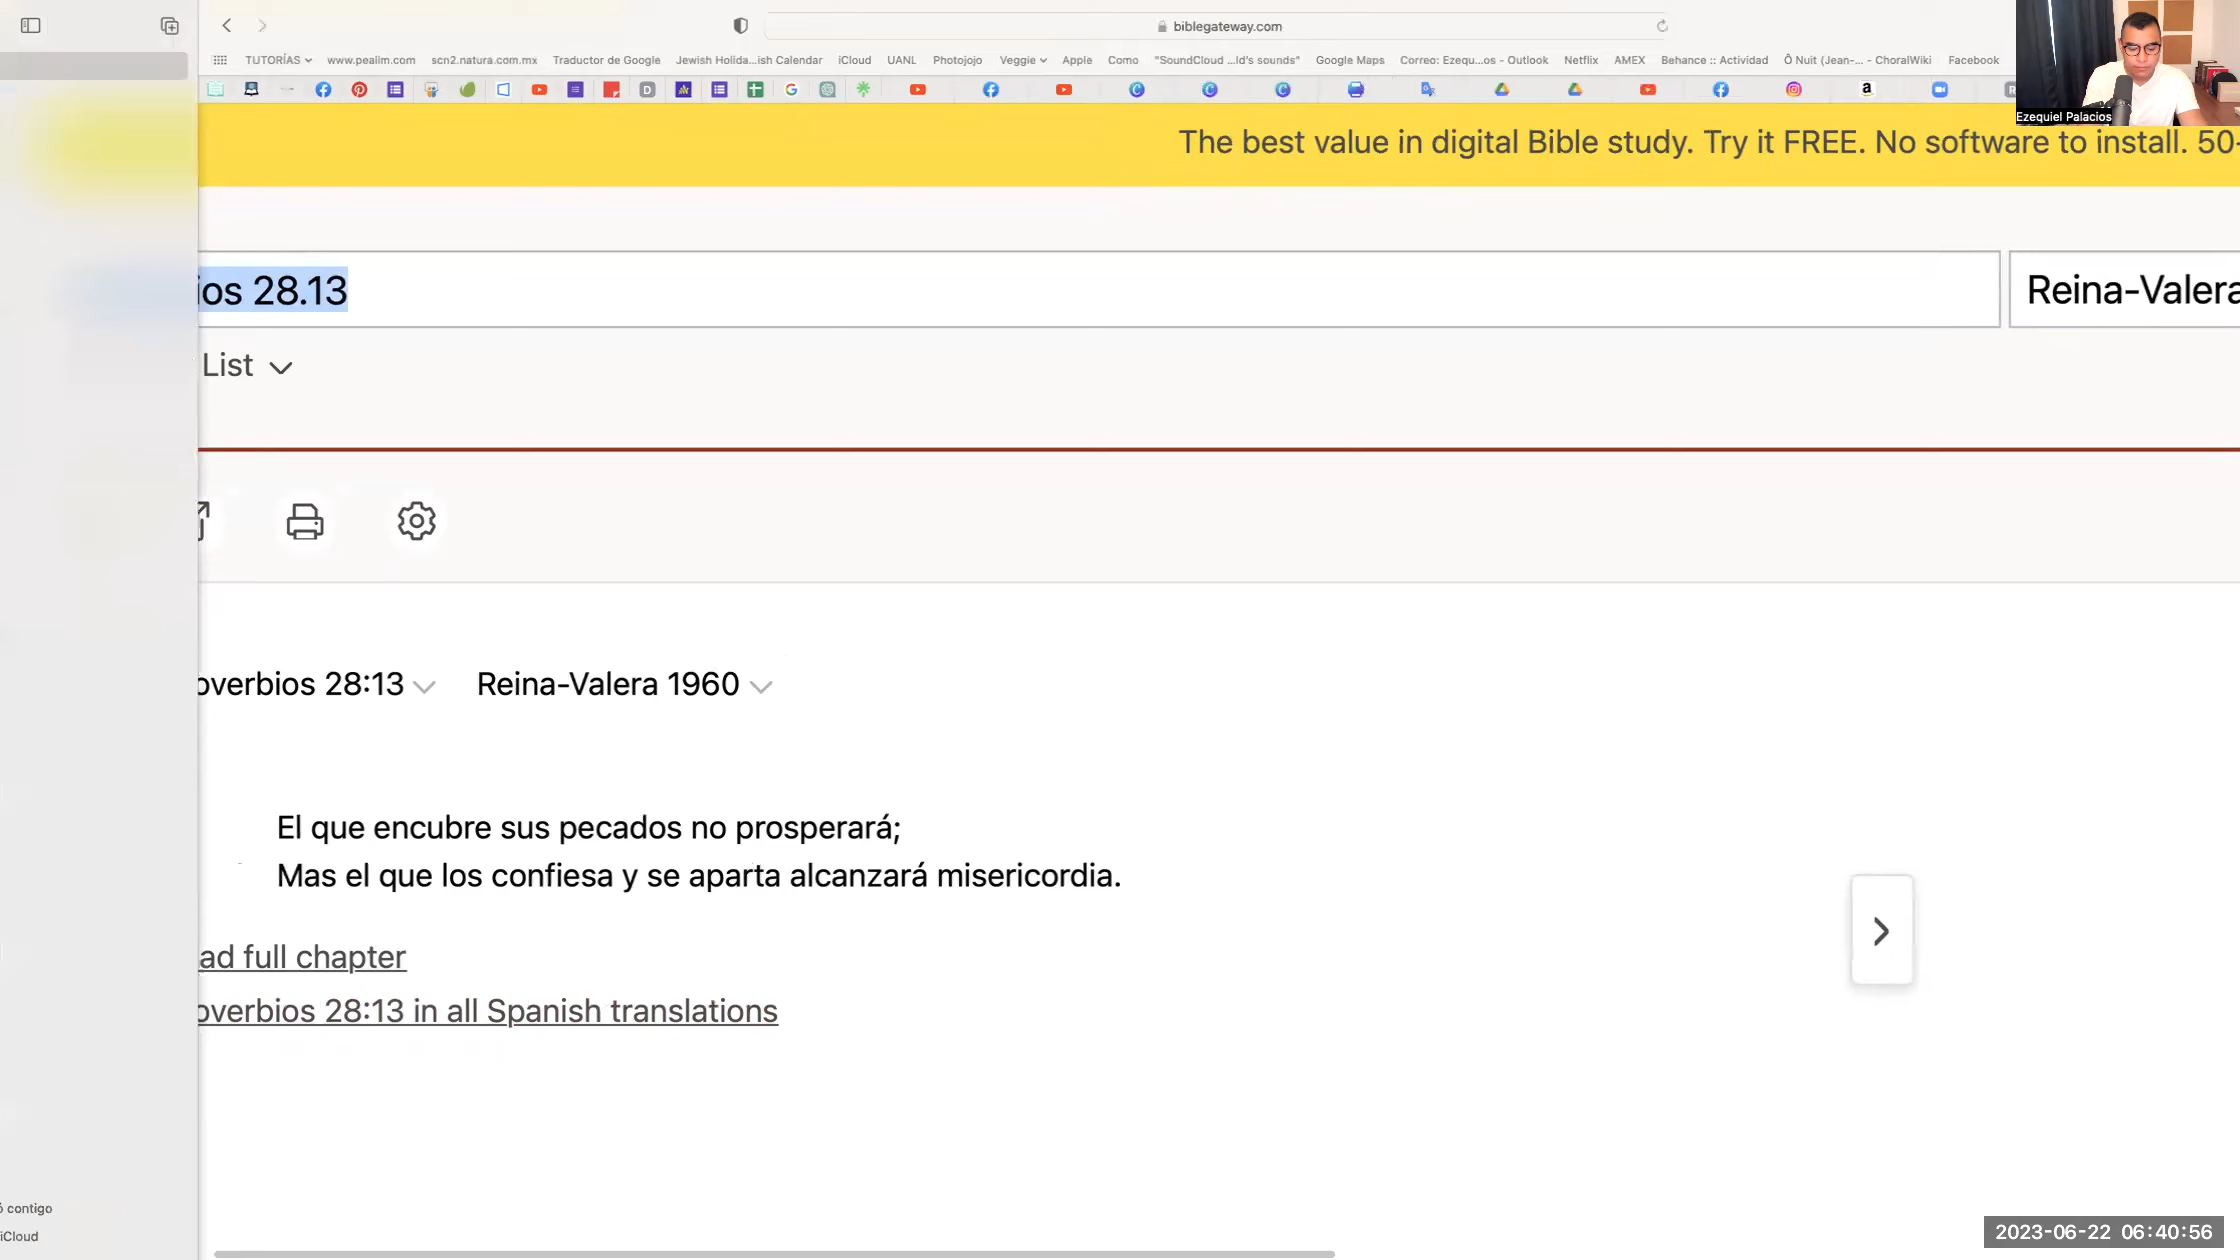 biblegateway.com
TUORÍAS www.pealim.com scn2.natura.com.mx Traductor de Google Jewish Holida...ish Calendar iCloud UANL Photojojo Veggie Apple Como "SoundCloud ...ld's sounds" Google Maps Correo: Ezequ...os - Outlook Netflix AMEX Behance :: Actividad Ô Nuit (Jean-... - ChoralWiki Facebook
Ezequiel Palacios
The best value in digital Bible study. Try it FREE. No software to install. 50-
ios 28.13
Reina-Valera
List
overbios 28:13 Reina-Valera 1960
El que encubre sus pecados no prosperará;
Mas el que los confiesa y se aparta alcanzará misericordia.
ad full chapter
overbios 28:13 in all Spanish translations
ó contigo
iCloud
2023-06-22 06:40:56